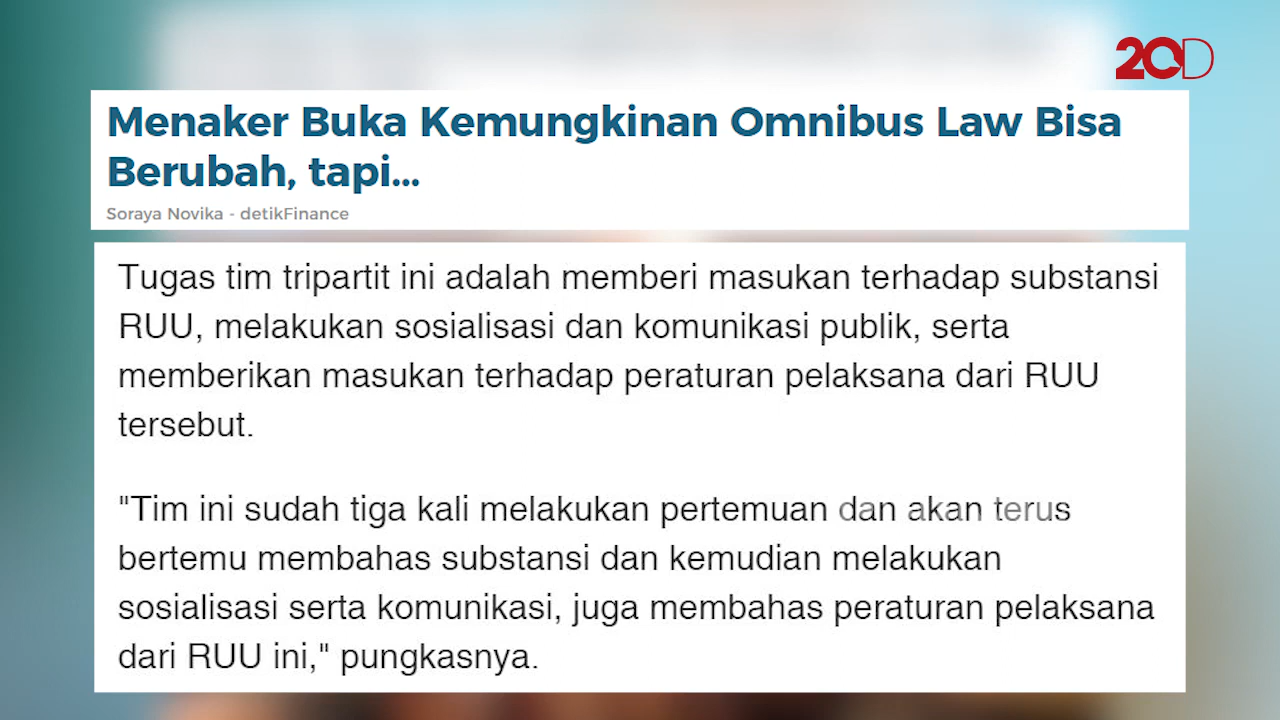 20D
Menaker Buka Kemungkinan Omnibus Law Bisa
Berubah, tapi...
Soraya Novika - detikFinance
Tugas tim tripartit ini adalah memberi masukan terhadap substansi
RUU, melakukan sosialisasi dan komunikasi publik, serta
memberikan masukan terhadap peraturan pelaksana dari RUU
tersebut.
"Tim ini sudah tiga kali melakukan pertemuan dan akan terus
bertemu membahas substansi dan kemudian melakukan
sosialisasi serta komunikasi, juga membahas peraturan pelaksana
dari RUU ini," pungkasnya.